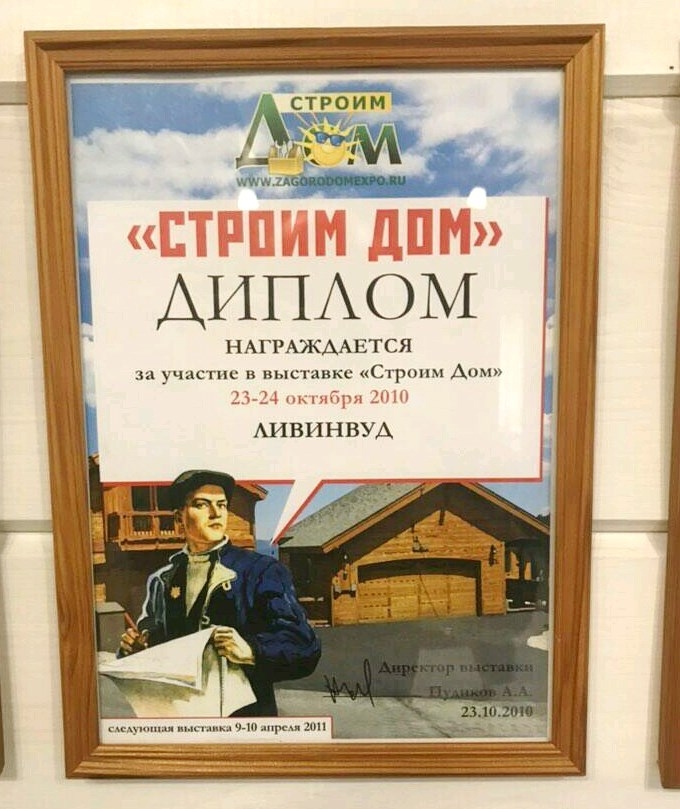 СТРОИМ
ДОМ
WWW.ZAGORODOMEXPO.RU
«СТРОИМ ДОМ»
ДИПЛОМ
НАГРАЖДАЕТСЯ
за участие в выставке «Строим Дом»
23-24 октября 2010
ЛИВИНВУД
Директор выставки
Пудиков А.А.
23.10.2010
следующая выставка 9-10 апреля 2011